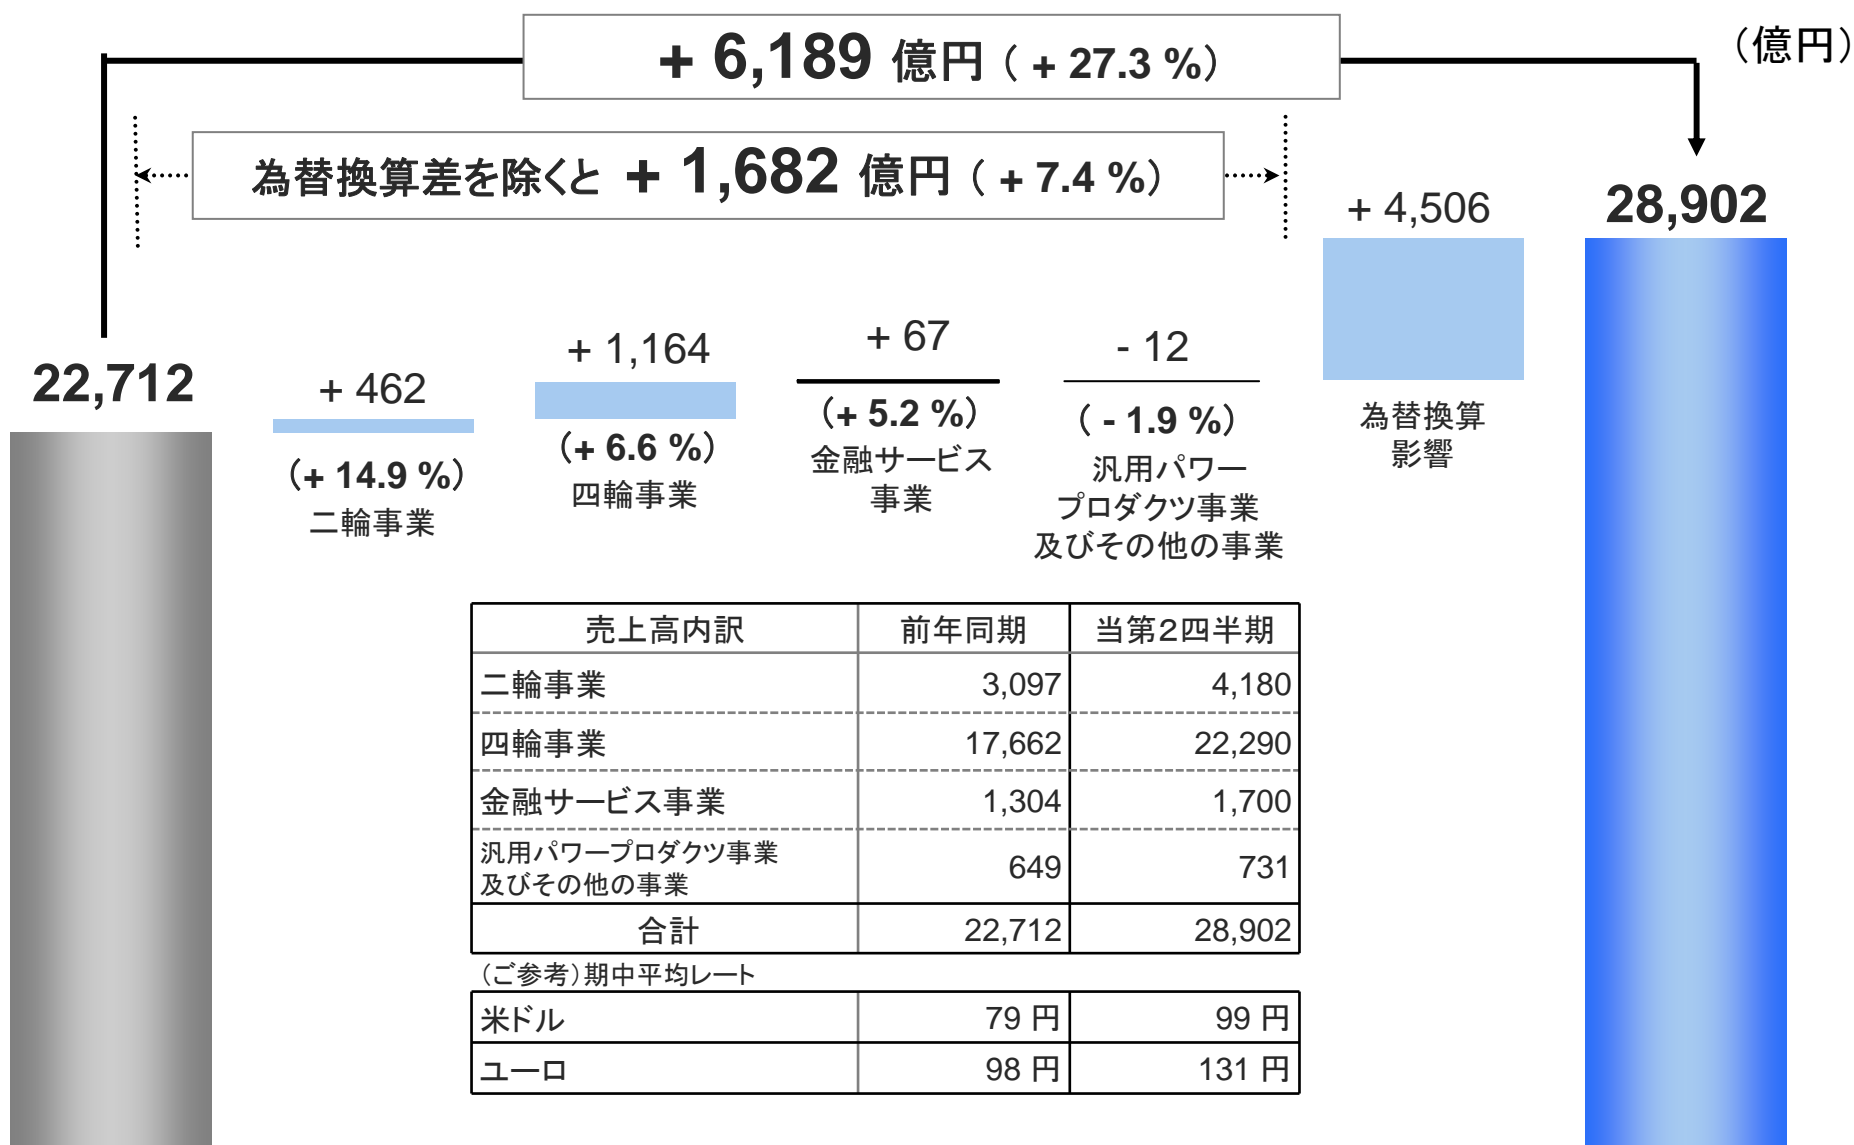 + 6,189 億円（ + 27.3 %）
（億円）
為替換算差を除くと + 1,682 億円（ + 7.4 %）
22,712
+ 462
（+ 14.9 %）
二輪事業
+ 1,164
（+ 6.6 %）
四輪事業
+ 67
（+ 5.2 %）
金融サービス
事業
- 12
（ - 1.9 %）
汎用パワー
プロダクツ事業
及びその他の事業
+ 4,506
為替換算
影響
28,902
売上高内訳 前年同期 当第２四半期
二輪事業 3,097 4,180
四輪事業 17,662 22,290
金融サービス事業 1,304 1,700
汎用パワープロダクツ事業
及びその他の事業 649 731
合計 22,712 28,902
（ご参考）期中平均レート
米ドル 79 円 99 円
ユーロ 98 円 131 円